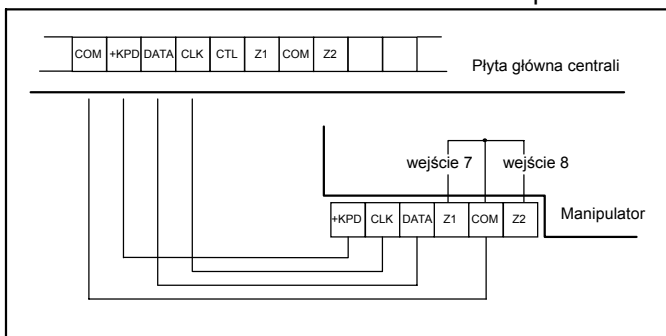 COM +KPD DATA CLK CTL Z1 COM Z2
Płyta główna centrali
wejście 7 wejście 8
+KPD CLK DATA Z1 COM Z2
Manipulator